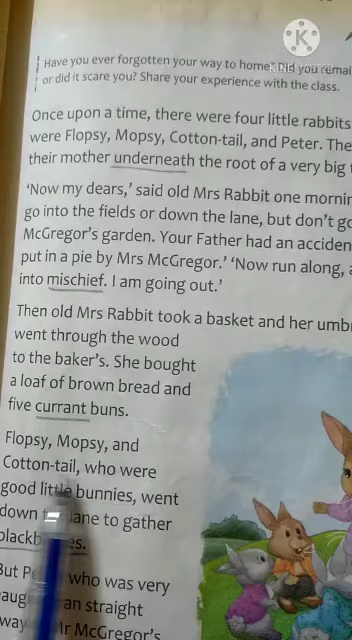 Have you ever forgotten your way to home? Did you remai
or did it scare you? Share your experience with the class.
Once upon a time, there were four little rabbits
were Flopsy, Mopsy, Cotton-tail, and Peter. The
their mother underneath the root of a very big
'Now my dears,' said old Mrs Rabbit one mornin
go into the fields or down the lane, but don't go
McGregor's garden. Your Father had an acciden
put in a pie by Mrs McGregor.' 'Now run along, a
into mischief. I am going out.'
Then old Mrs Rabbit took a basket and her umb
went through the wood
to the baker's. She bought
a loaf of brown bread and
five currant buns.
Flopsy, Mopsy, and
Cotton-tail, who were
good little bunnies, went
down lane to gather
who was very
straight
McGregor's